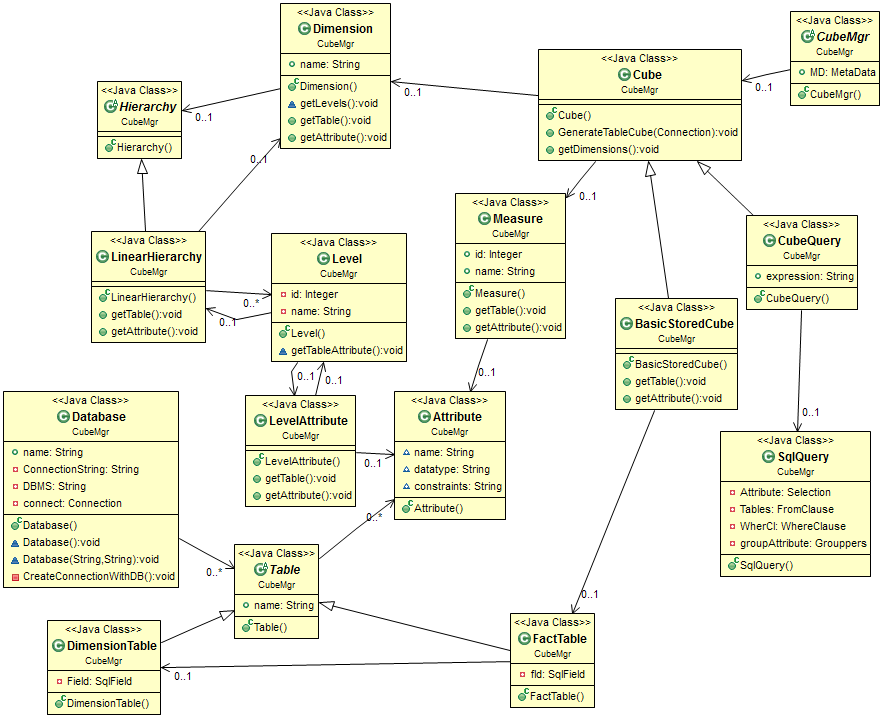 <<Java Class>>
Dimension
CubeMgr
name: String
Dimension()
getLevels():void
getTable():void
getAttribute():void
<<Java Class>>
CubeMgr
CubeMgr
MD: MetaData
CubeMgr()
<<Java Class>>
Cube
CubeMgr
Cube()
GenerateTableCube(Connection):void
getDimensions():void
<<Java Class>>
Hierarchy
CubeMgr
Hierarchy()
0..1
0..1
0..1
0..1
0..1
<<Java Class>>
Measure
CubeMgr
id: Integer
name: String
Measure()
getTable():void
getAttribute():void
<<Java Class>>
CubeQuery
CubeMgr
expression: String
CubeQuery()
<<Java Class>>
LinearHierarchy
CubeMgr
LinearHierarchy()
getTable():void
getAttribute():void
<<Java Class>>
Level
CubeMgr
id: Integer
name: String
Level()
getTableAttribute():void
0..*
0..1
<<Java Class>>
BasicStoredCube
CubeMgr
BasicStoredCube()
getTable():void
getAttribute():void
0..1
0..1
0..1
0..1
<<Java Class>>
Database
CubeMgr
name: String
ConnectionString: String
DBMS: String
connect: Connection
Database()
Database():void
Database(String,String):void
CreateConnectionWithDB():void
<<Java Class>>
LevelAttribute
CubeMgr
LevelAttribute()
getTable():void
getAttribute():void
<<Java Class>>
Attribute
CubeMgr
name: String
datatype: String
constraints: String
Attribute()
<<Java Class>>
SqlQuery
CubeMgr
Attribute: Selection
Tables: FromClause
WherCl: WhereClause
groupAttribute: Grouppers
SqlQuery()
0..1
0..*
0..*
<<Java Class>>
Table
CubeMgr
name: String
Table()
0..1
<<Java Class>>
DimensionTable
CubeMgr
Field: SqlField
DimensionTable()
<<Java Class>>
FactTable
CubeMgr
fld: SqlField
FactTable()
0..1